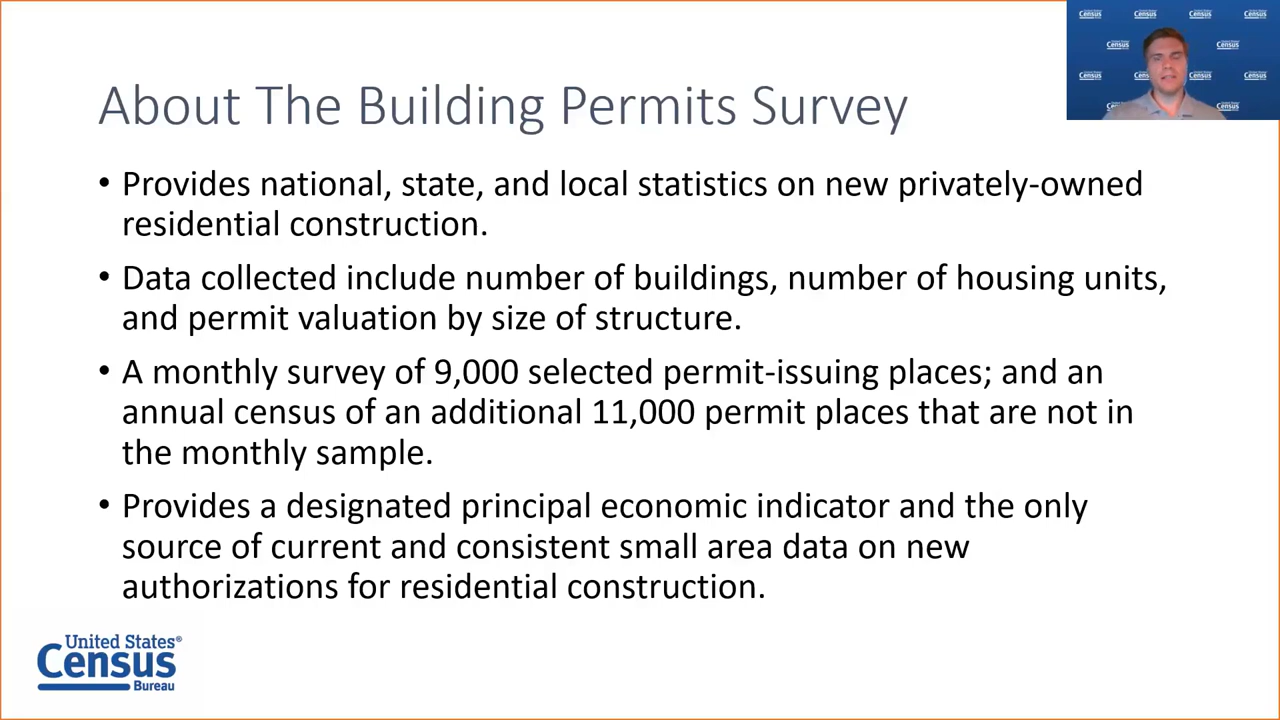 About The Building Permits Survey
• Provides national, state, and local statistics on new privately-owned
residential construction.
• Data collected include number of buildings, number of housing units,
and permit valuation by size of structure.
• A monthly survey of 9,000 selected permit-issuing places; and an
annual census of an additional 11,000 permit places that are not in
the monthly sample.
• Provides a designated principal economic indicator and the only
source of current and consistent small area data on new
authorizations for residential construction.
United States®
Census
Bureau